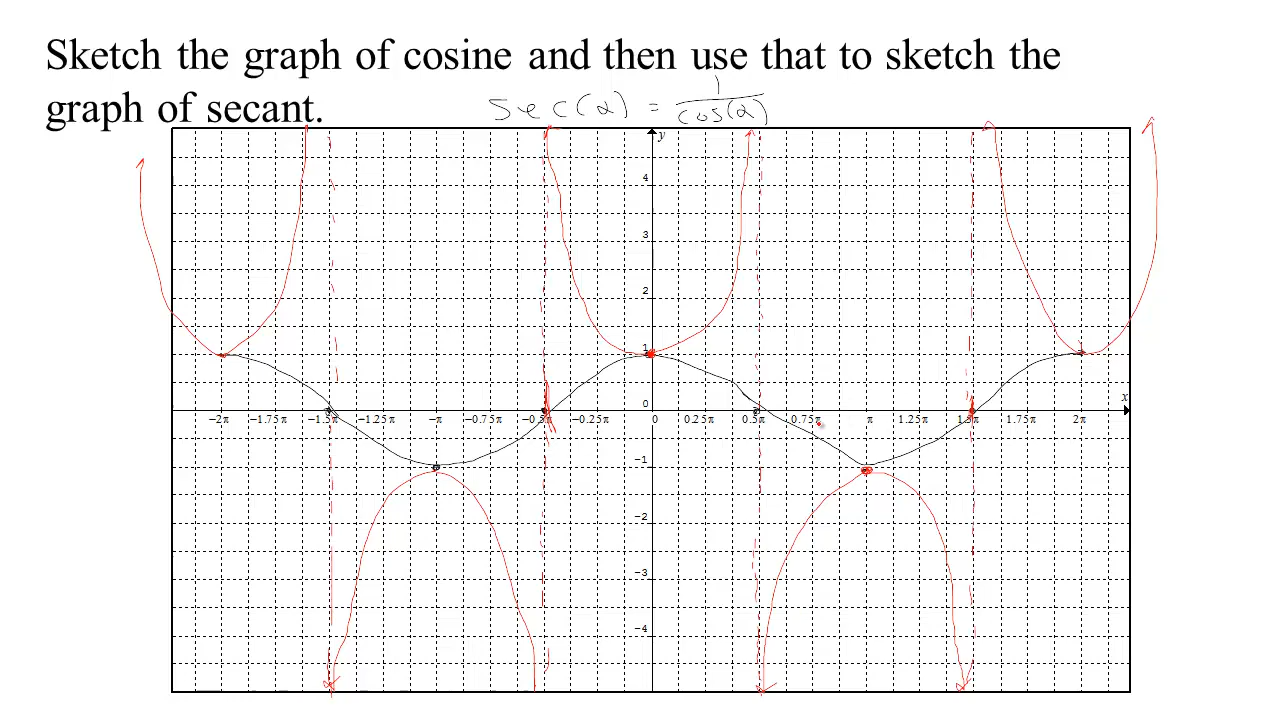 Sketch the graph of cosine and then use that to sketch the
graph of secant.
sec(α) = 1/cos(α)
y
4
3
2
1
0
x
−2π −1.75π −1.5π −1.25π −π −0.75π −0.5π −0.25π 0 0.25π 0.5π 0.75π π 1.25π 1.5π 1.75π 2π
−1
−2
−3
−4